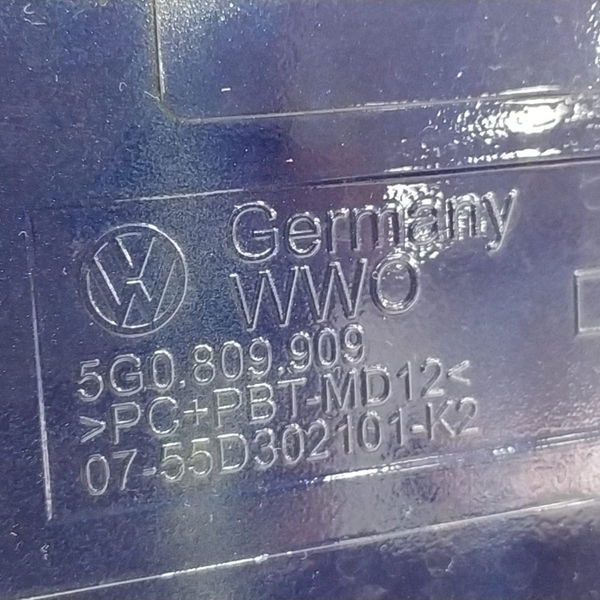 Germany
WWO
5G0.809.909
>PC+PBT-MD12<
07-55D302101-K2